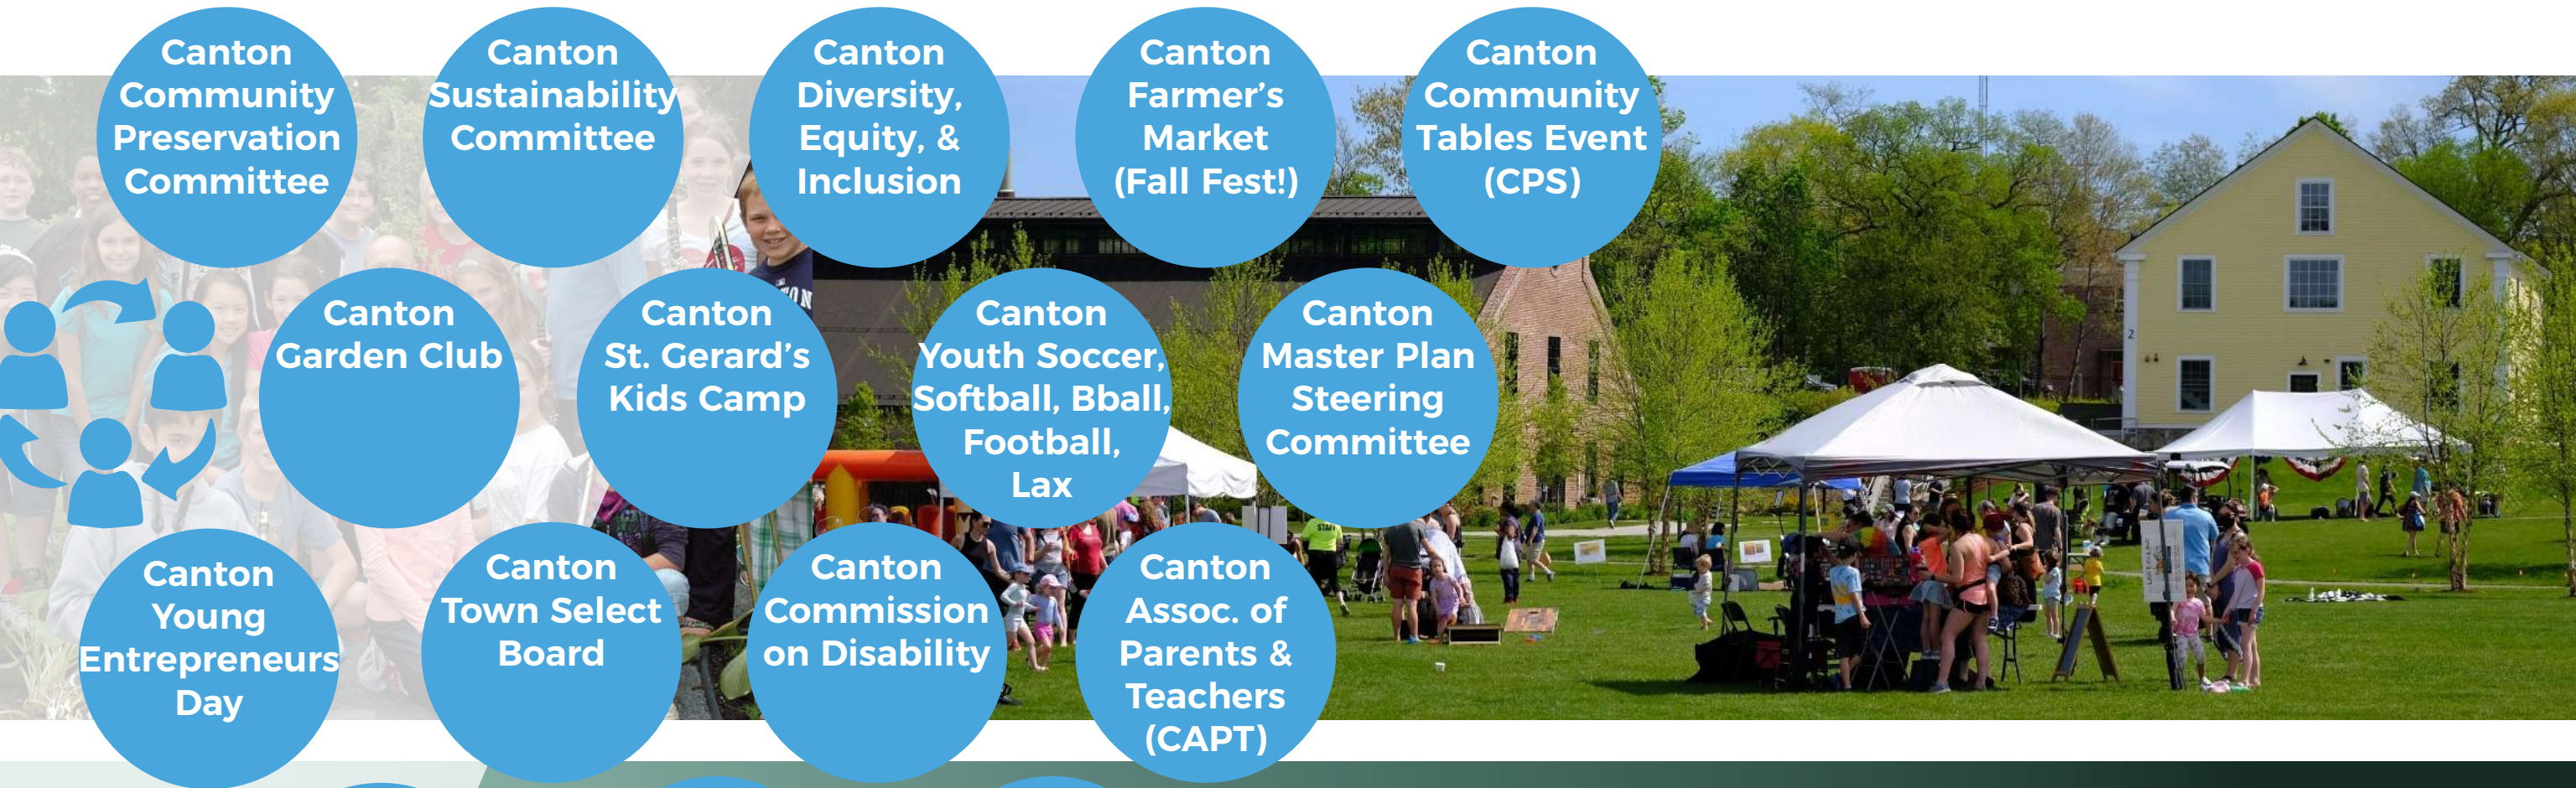 Canton
Community
Preservation
Committee
Canton
Sustainability
Committee
Canton
Diversity,
Equity, &
Inclusion
Canton
Farmer’s
Market
(Fall Fest!)
Canton
Community
Tables Event
(CPS)
Canton
Garden Club
Canton
St. Gerard’s
Kids Camp
Canton
Youth Soccer,
Softball, Bball,
Football,
Lax
Canton
Master Plan
Steering
Committee
Canton
Young
Entrepreneurs
Day
Canton
Town Select
Board
Canton
Commission
on Disability
Canton
Assoc. of
Parents &
Teachers
(CAPT)
STAFF
2